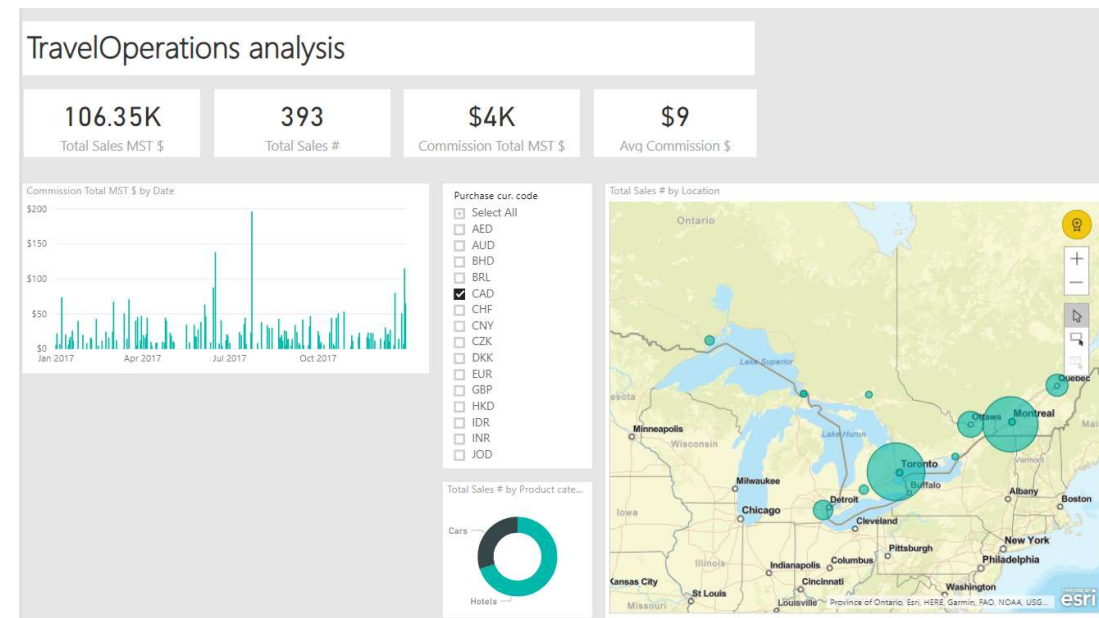 TravelOperations analysis
106.35K
Total Sales MST $
393
Total Sales #
$4K
Commission Total MST $
$9
Avg Commission $
Commission Total MST $ by Date
$200
$150
$100
$50
$0
Jan 2017 Apr 2017 Jul 2017 Oct 2017
Purchase cur. code
Select All
AED
AUD
BHD
BRL
CAD
CHF
CNY
CZK
DKK
EUR
GBP
HKD
IDR
INR
JOD
Total Sales # by Product cate...
Cars
Hotels
Total Sales # by Location
Ontario
Lake Superior
Quebec
esota
Ottawa
Montreal
Mai
Minneapolis
Wisconsin
Lake Huron
Vermont
Toronto
Milwaukee
Buffalo
Albany
Detroit
Boston
Iowa
Chicago
Cleveland
New York
Pittsburgh
Philadelphia
Illinois
Indianapolis
Columbus
Kansas City
Cincinnati
Washington
St Louis
Missouri
Louisville
Province of Ontario, Esri, HERE, Garmin, FAO, NOAA, USG...
POWERED BY
esri